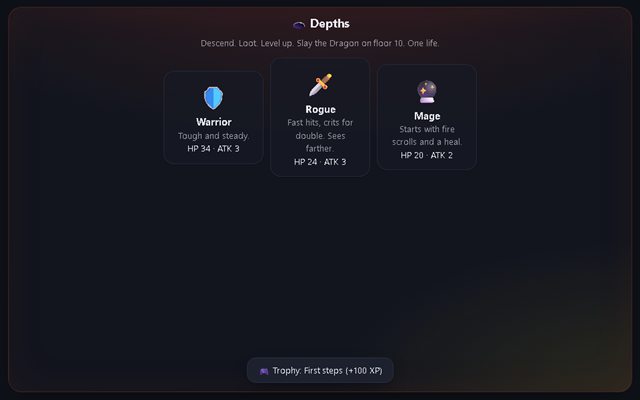 Depths
Descend. Loot. Level up. Slay the Dragon on floor 10. One life.
Warrior
Tough and steady.
HP 34 · ATK 3
Rogue
Fast hits, crits for
double. Sees
farther.
HP 24 · ATK 3
Mage
Starts with fire
scrolls and a heal.
HP 20 · ATK 2
Trophy: First steps (+100 XP)